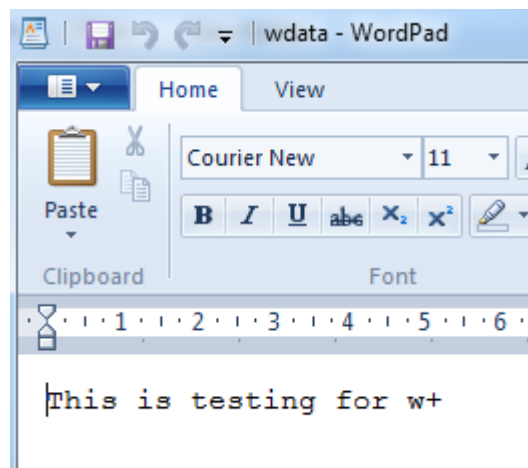 wdata - WordPad
Home View
Courier New 11
Paste
B I U abc X₂ X²
Clipboard Font
1 2 3 4 5 6
This is testing for w+